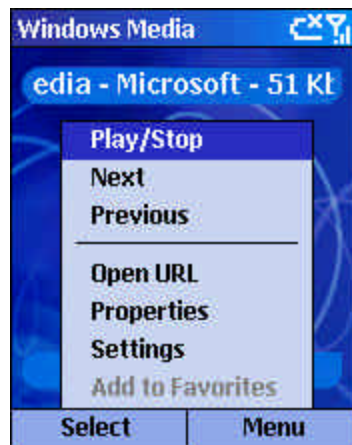 Windows Media
edia - Microsoft - 51 Kb
Play/Stop
Next
Previous
Open URL
Properties
Settings
Add to Favorites
Select Menu